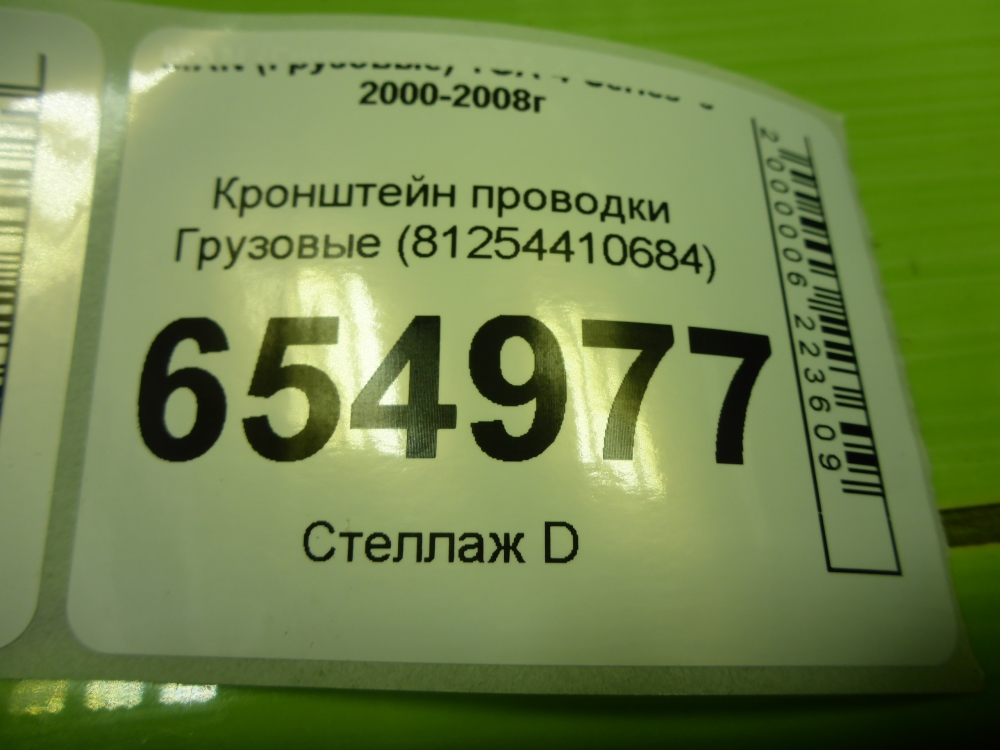 2000-2008г
Кронштейн проводки
Грузовые (81254410684)
654977
Стеллаж D
2000006223609